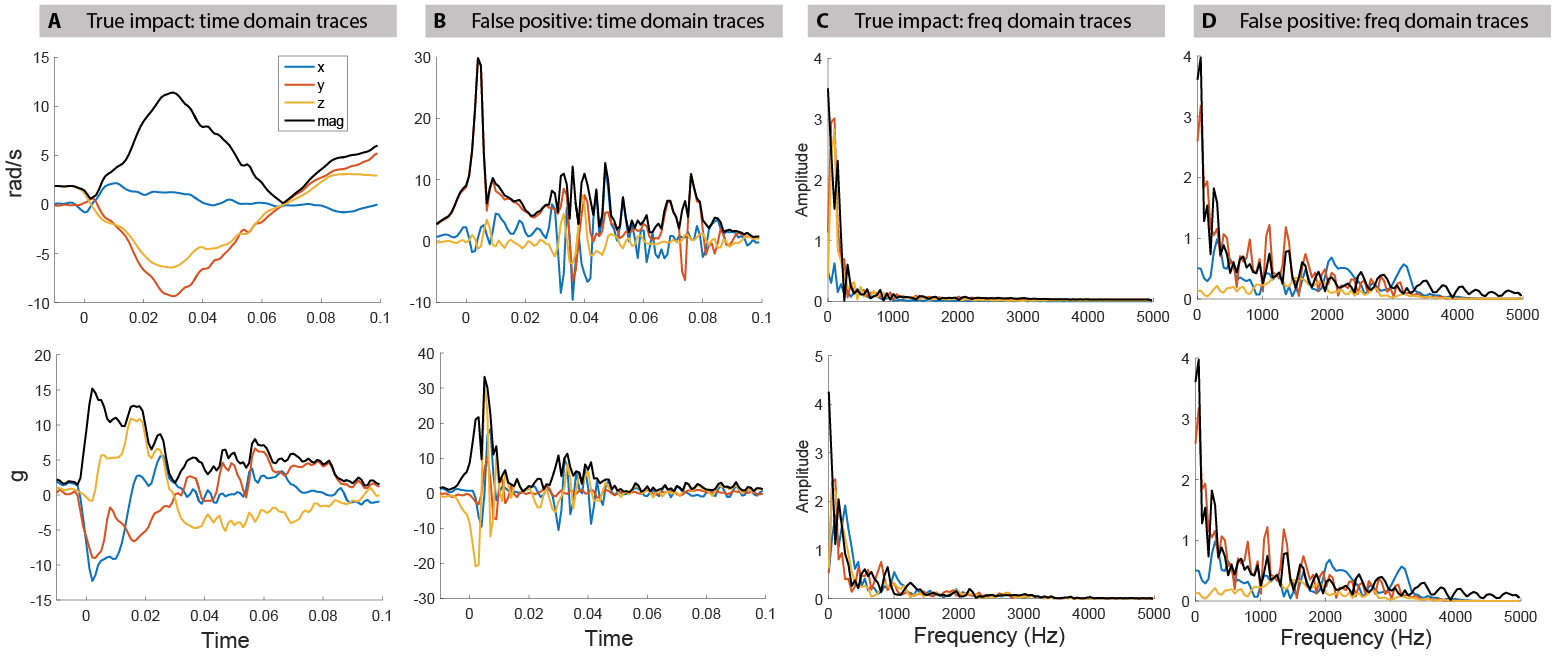 A True impact: time domain traces
B False positive: time domain traces
C True impact: freq domain traces
D False positive: freq domain traces
rad/s
15
10
5
0
-5
-10
0 0.02 0.04 0.06 0.08 0.1
x
y
z
mag
30
20
10
0
-10
0 0.02 0.04 0.06 0.08 0.1
Amplitude
4
3
2
1
0
0 1000 2000 3000 4000 5000
4
3
2
1
0
0 1000 2000 3000 4000 5000
g
20
15
10
5
0
-5
-10
-15
0 0.02 0.04 0.06 0.08 0.1
Time
40
30
20
10
0
-10
-20
-30
0 0.02 0.04 0.06 0.08 0.1
Time
Amplitude
5
4
3
2
1
0
0 1000 2000 3000 4000 5000
Frequency (Hz)
4
3
2
1
0
0 1000 2000 3000 4000 5000
Frequency (Hz)